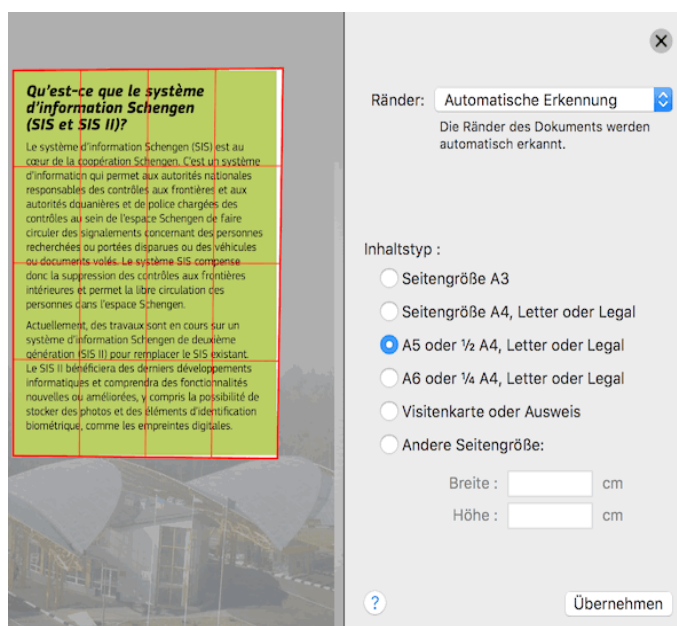 Qu'est-ce que le système
d'information Schengen
(SIS et SIS II)?
Le système d'information Schengen (SIS) est au
cœur de la coopération Schengen. C'est un système
d'information qui permet aux autorités nationales
responsables des contrôles aux frontières et aux
autorités douanières et de police chargées des
contrôles au sein de l'espace Schengen de faire
circuler des signalements concernant des personnes
recherchées ou portées disparues ou des véhicules
ou documents volés. Le système SIS compense
donc la suppression des contrôles aux frontières
intérieures et permet la libre circulation des
personnes dans l'espace Schengen.
Actuellement, des travaux sont en cours sur un
système d'information Schengen de deuxième
génération (SIS II) pour remplacer le SIS existant.
Le SIS II bénéficiera des derniers développements
informatiques et comprendra des fonctionnalités
nouvelles ou améliorées, y compris la possibilité de
stocker des photos et des éléments d'identification
biométrique, comme les empreintes digitales.
Ränder: Automatische Erkennung
Die Ränder des Dokuments werden
automatisch erkannt.
Inhaltstyp :
Seitengröße A3
Seitengröße A4, Letter oder Legal
A5 oder ½ A4, Letter oder Legal
A6 oder ¼ A4, Letter oder Legal
Visitenkarte oder Ausweis
Andere Seitengröße:
Breite : cm
Höhe : cm
? Übernehmen